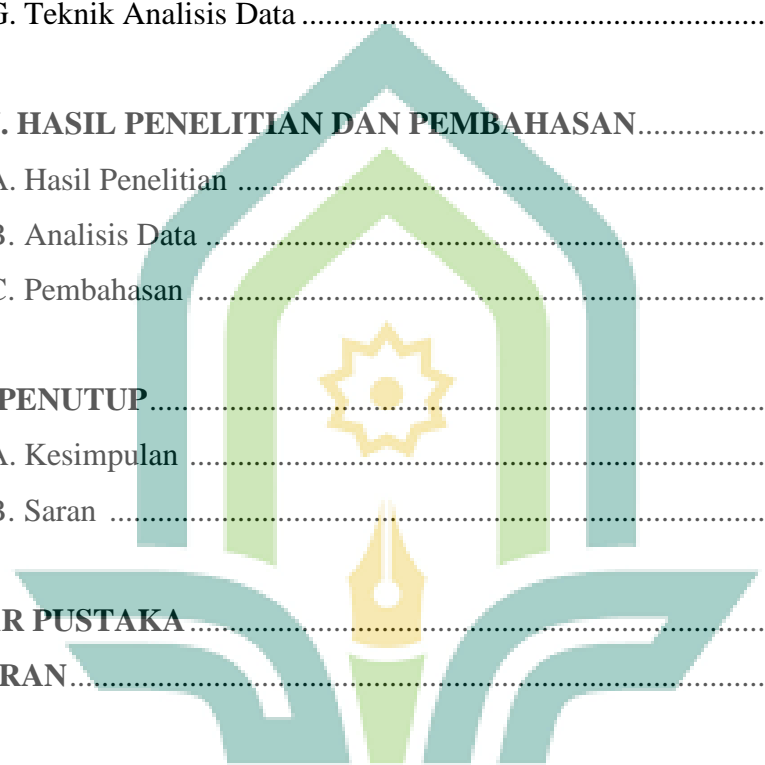 G. Teknik Analisis Data ................................................................
. HASIL PENELITIAN DAN PEMBAHASAN................
A. Hasil Penelitian ................................................................
B. Analisis Data ................................................................
C. Pembahasan ................................................................
PENUTUP................................................................
A. Kesimpulan ................................................................
B. Saran ................................................................
R PUSTAKA ................................................................
RAN................................................................